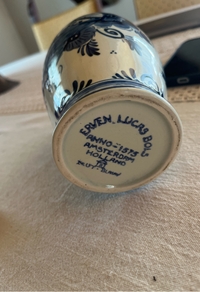 ERVEN LUCAS BOLS
ANNO-1575
AMSTERDAM
HOLLAND